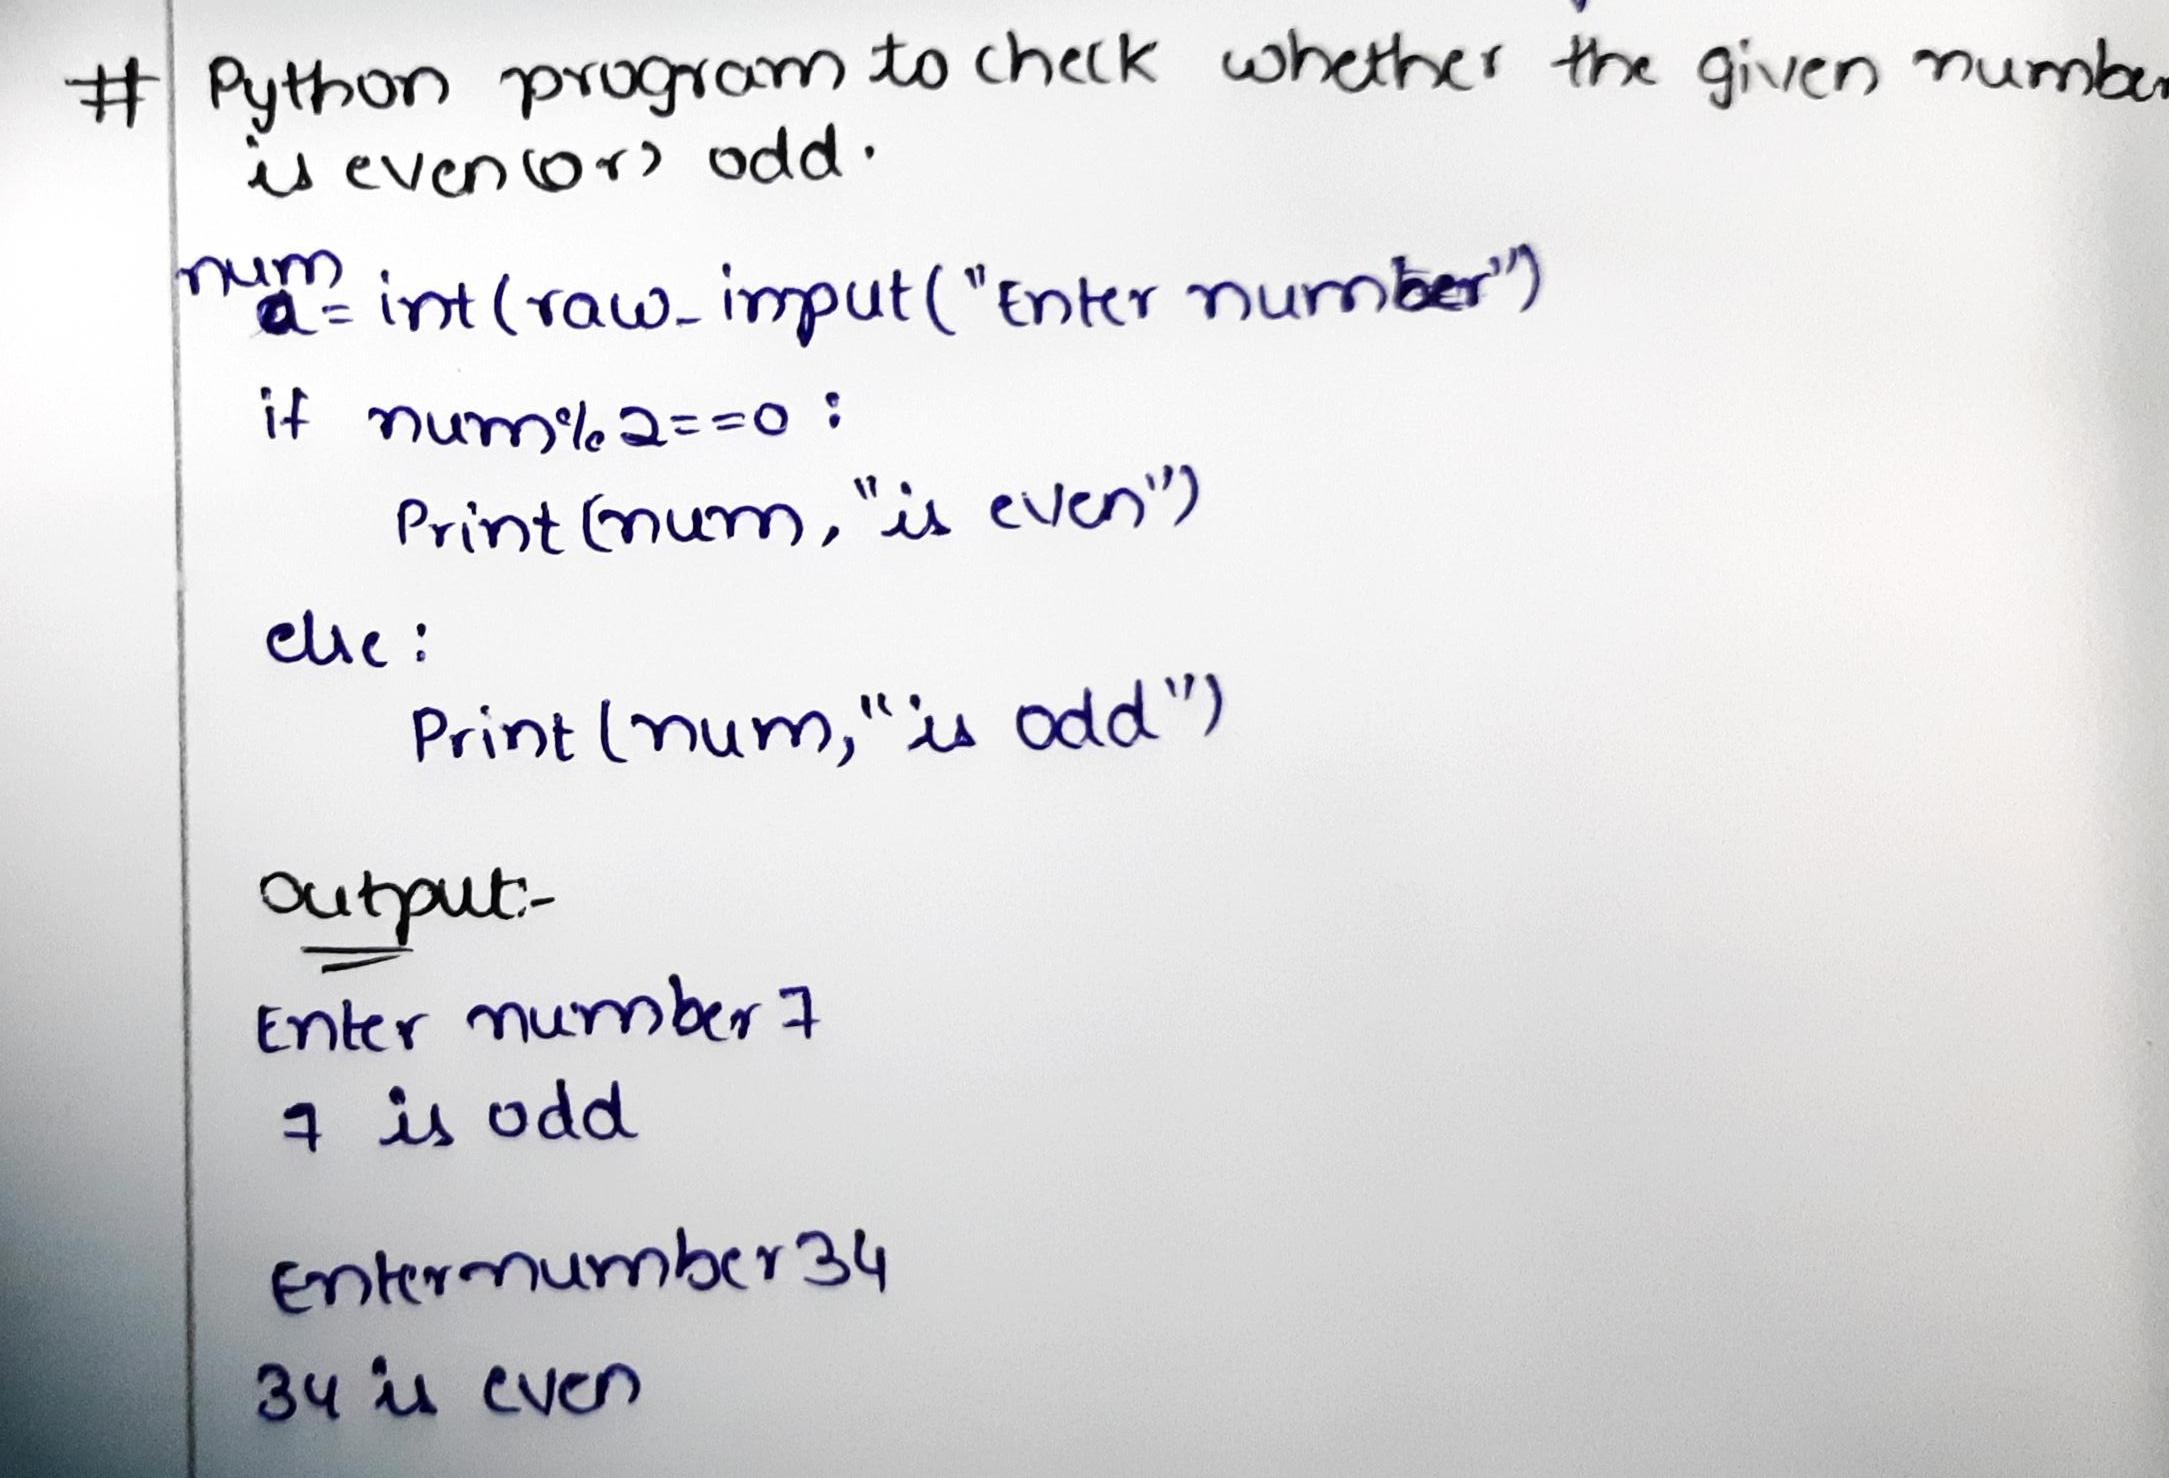 # Python program to check whether the given number
is even (or) odd.
num
a = int(raw_input("Enter number")
if num%2==0:
Print(num,"is even")
else:
Print(num,"is odd")
Output:-
Enter number 7
7 is odd
Enter number 34
34 is even